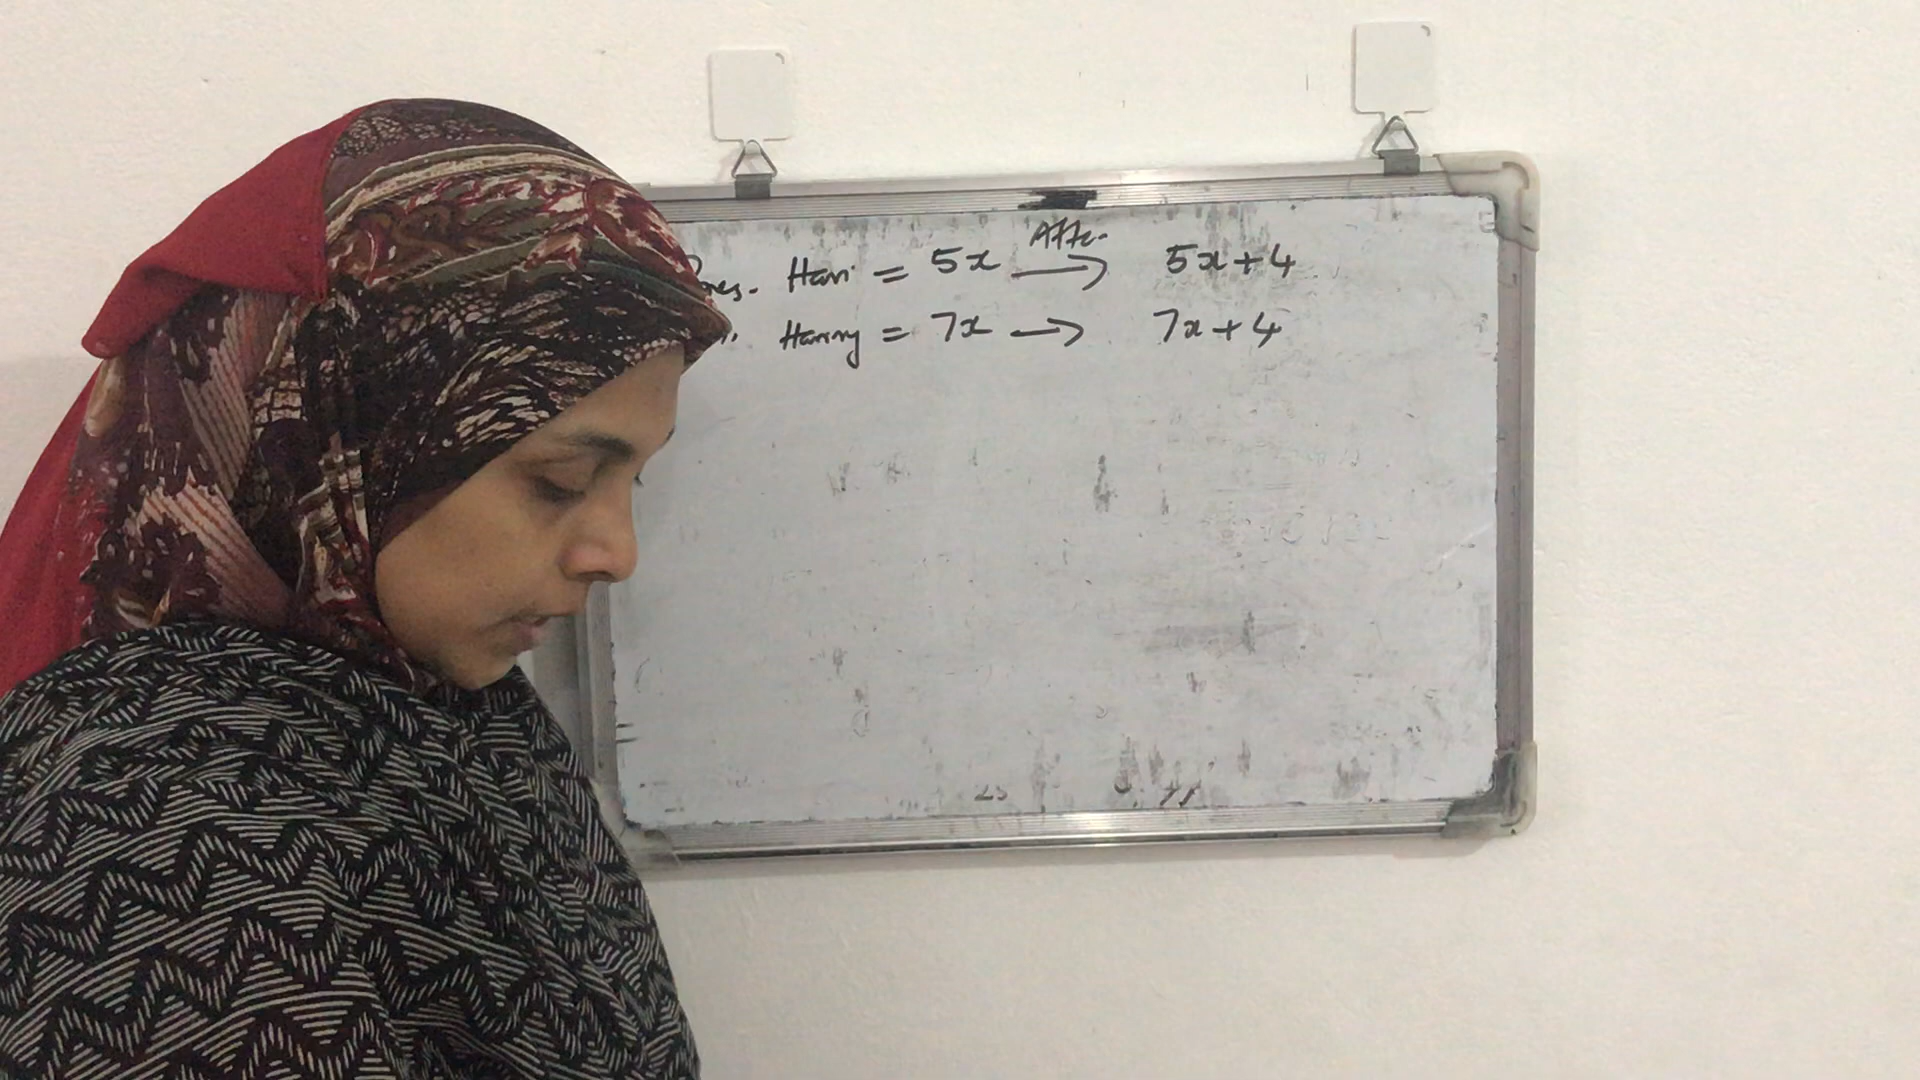 After
Pres. Hari = 5x → 5x+4
Harry = 7x → 7x+4